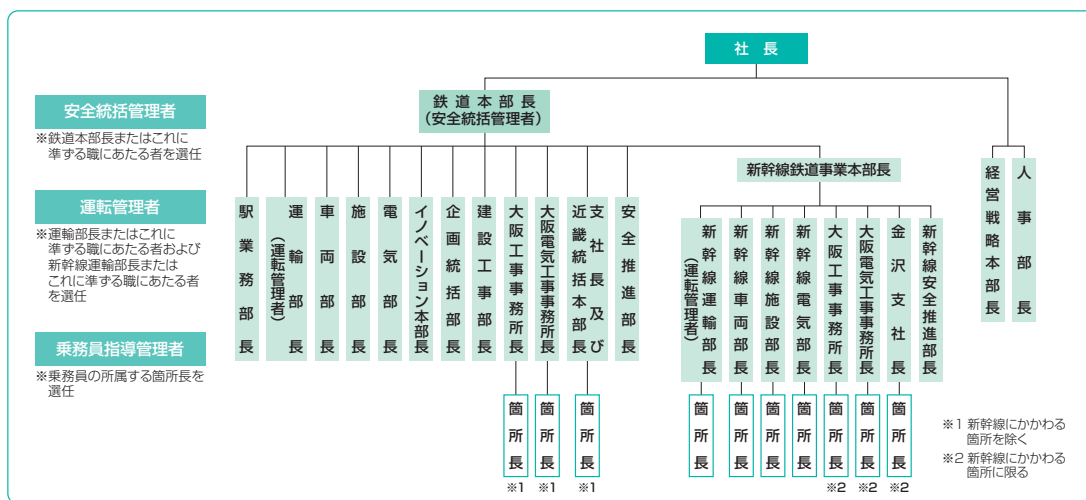 社長
鉄道本部長
(安全統括管理者)
安全統括管理者
※鉄道本部長またはこれに
準ずる職にあたる者を選任
運転管理者
※運輸部長またはこれに
準ずる職にあたる者および
新幹線運輸部長または
これに準ずる職にあたる者
を選任
乗務員指導管理者
※乗務員の所属する箇所長を
選任
駅業務部長
運輸部長
(運転管理者)
車両部長
施設部長
電気部長
イノベーション本部長
企画統括部長
建設工事部長
大阪工事事務所長
大阪電気工事事務所長
支社長及び
近畿統括本部長
安全推進部長
箇所長
※1
箇所長
※1
箇所長
※1
新幹線鉄道事業本部長
新幹線運輸部長
(運転管理者)
新幹線車両部長
新幹線施設部長
新幹線電気部長
大阪工事事務所長
大阪電気工事事務所長
金沢支社長
新幹線安全推進部長
箇所長
箇所長
箇所長
箇所長
箇所長
※2
箇所長
※2
箇所長
※2
経営戦略本部長
人事部長
※1 新幹線にかかわる
箇所を除く
※2 新幹線にかかわる
箇所に限る